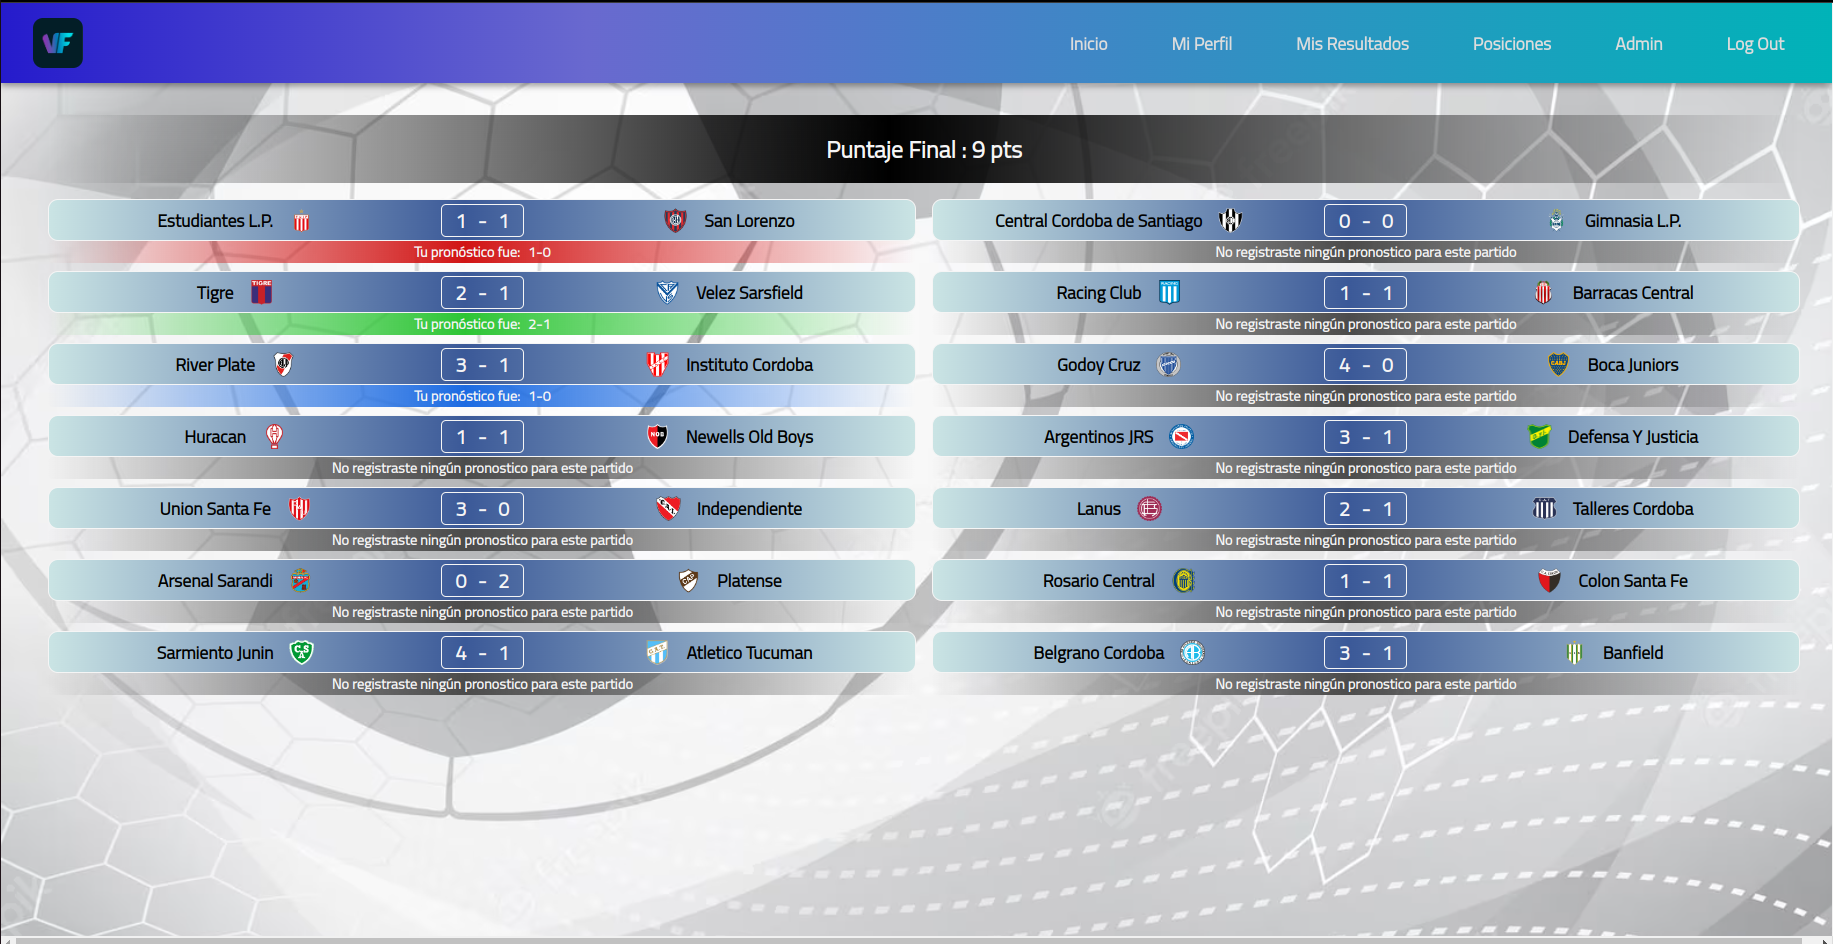 VF
Inicio Mi Perfil Mis Resultados Posiciones Admin Log Out
Puntaje Final : 9 pts
Estudiantes L.P. 1 - 1 San Lorenzo
Tu pronóstico fue: 1-0
Tigre 2 - 1 Velez Sarsfield
Tu pronóstico fue: 2-1
River Plate 3 - 1 Instituto Cordoba
Tu pronóstico fue: 1-0
Huracan 1 - 1 Newells Old Boys
No registraste ningún pronostico para este partido
Union Santa Fe 3 - 0 Independiente
No registraste ningún pronostico para este partido
Arsenal Sarandi 0 - 2 Platense
No registraste ningún pronostico para este partido
Sarmiento Junin 4 - 1 Atletico Tucuman
No registraste ningún pronostico para este partido
Central Cordoba de Santiago 0 - 0 Gimnasia L.P.
No registraste ningún pronostico para este partido
Racing Club 1 - 1 Barracas Central
No registraste ningún pronostico para este partido
Godoy Cruz 4 - 0 Boca Juniors
No registraste ningún pronostico para este partido
Argentinos JRS 3 - 1 Defensa Y Justicia
No registraste ningún pronostico para este partido
Lanus 2 - 1 Talleres Cordoba
No registraste ningún pronostico para este partido
Rosario Central 1 - 1 Colon Santa Fe
No registraste ningún pronostico para este partido
Belgrano Cordoba 3 - 1 Banfield
No registraste ningún pronostico para este partido